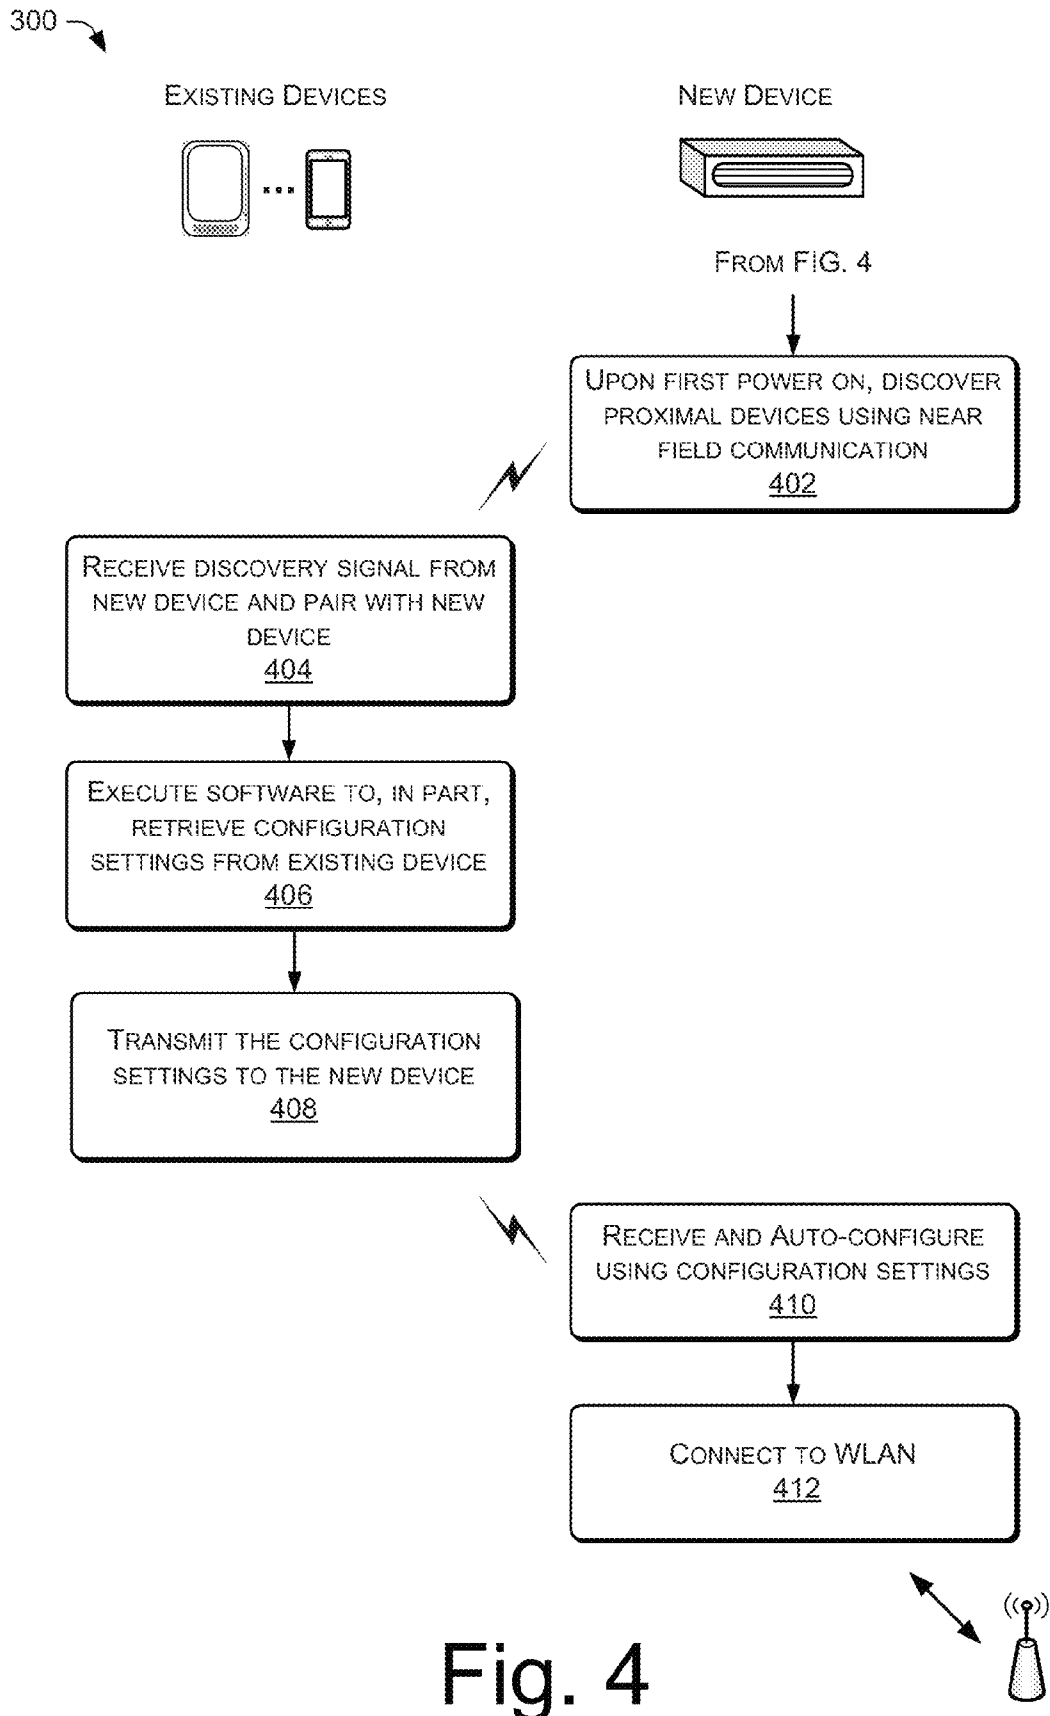 300
Existing Devices
New Device
From Fig. 4
Upon first power on, discover
proximal devices using near
field communication
402
Receive discovery signal from
new device and pair with new
device
404
Execute software to, in part,
retrieve configuration
settings from existing device
406
Transmit the configuration
settings to the new device
408
Receive and Auto-configure
using configuration settings
410
Connect to WLAN
412
Fig. 4